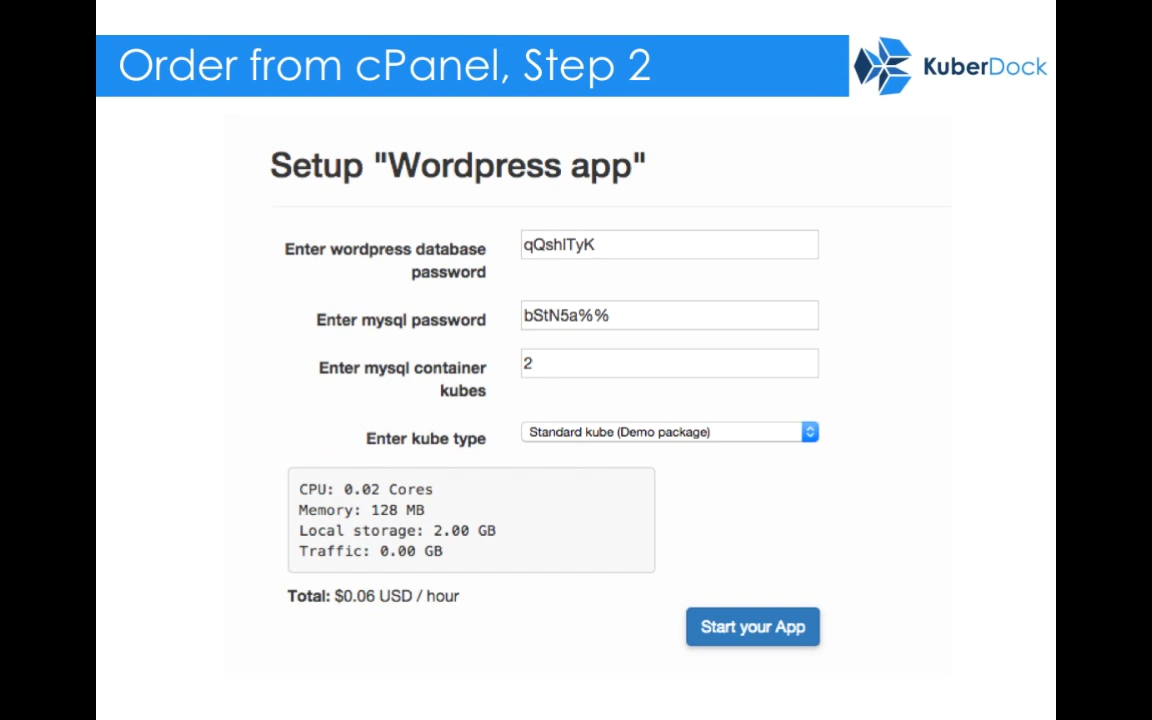 Order from cPanel, Step 2
KuberDock
Setup "Wordpress app"
Enter wordpress database
password
qQshlTyK
Enter mysql password
bStN5a%%
Enter mysql container
kubes
2
Enter kube type
Standard kube (Demo package)
CPU: 0.02 Cores
Memory: 128 MB
Local storage: 2.00 GB
Traffic: 0.00 GB
Total: $0.06 USD / hour
Start your App